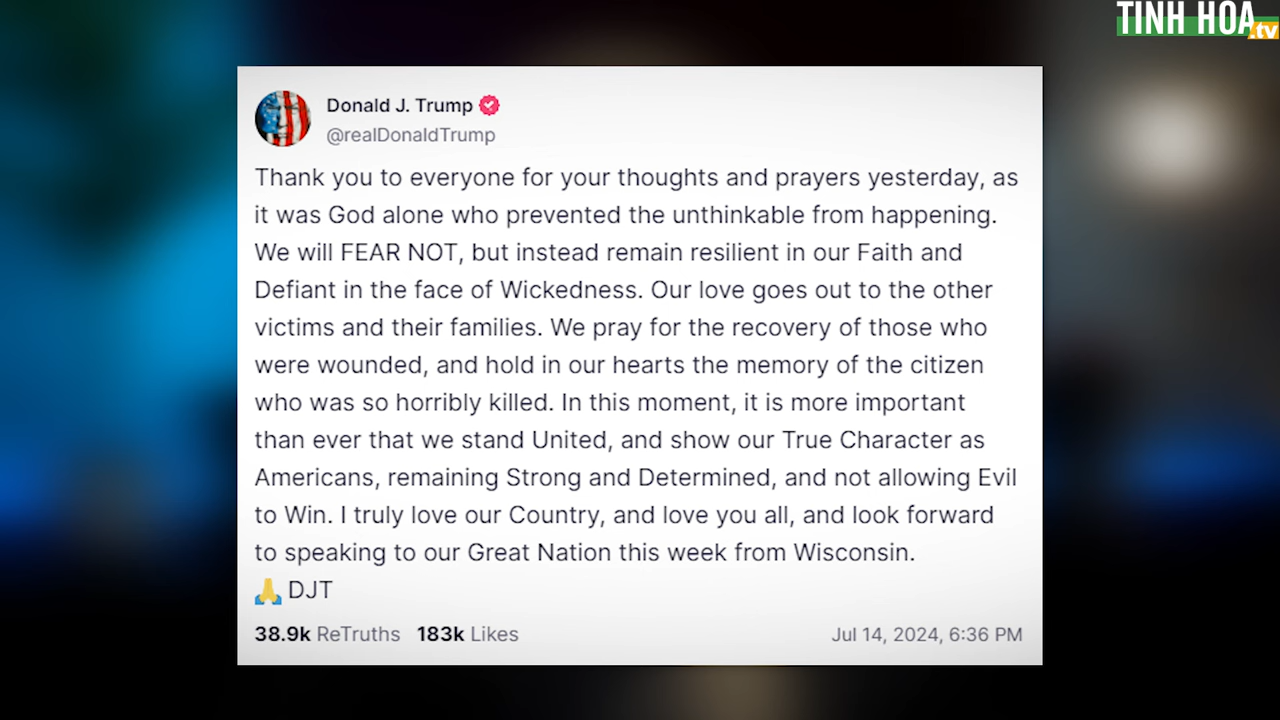 TINH HOA
.tv
Donald J. Trump
@realDonaldTrump
Thank you to everyone for your thoughts and prayers yesterday, as
it was God alone who prevented the unthinkable from happening.
We will FEAR NOT, but instead remain resilient in our Faith and
Defiant in the face of Wickedness. Our love goes out to the other
victims and their families. We pray for the recovery of those who
were wounded, and hold in our hearts the memory of the citizen
who was so horribly killed. In this moment, it is more important
than ever that we stand United, and show our True Character as
Americans, remaining Strong and Determined, and not allowing Evil
to Win. I truly love our Country, and love you all, and look forward
to speaking to our Great Nation this week from Wisconsin.
🙏 DJT
38.9k ReTruths 183k Likes Jul 14, 2024, 6:36 PM